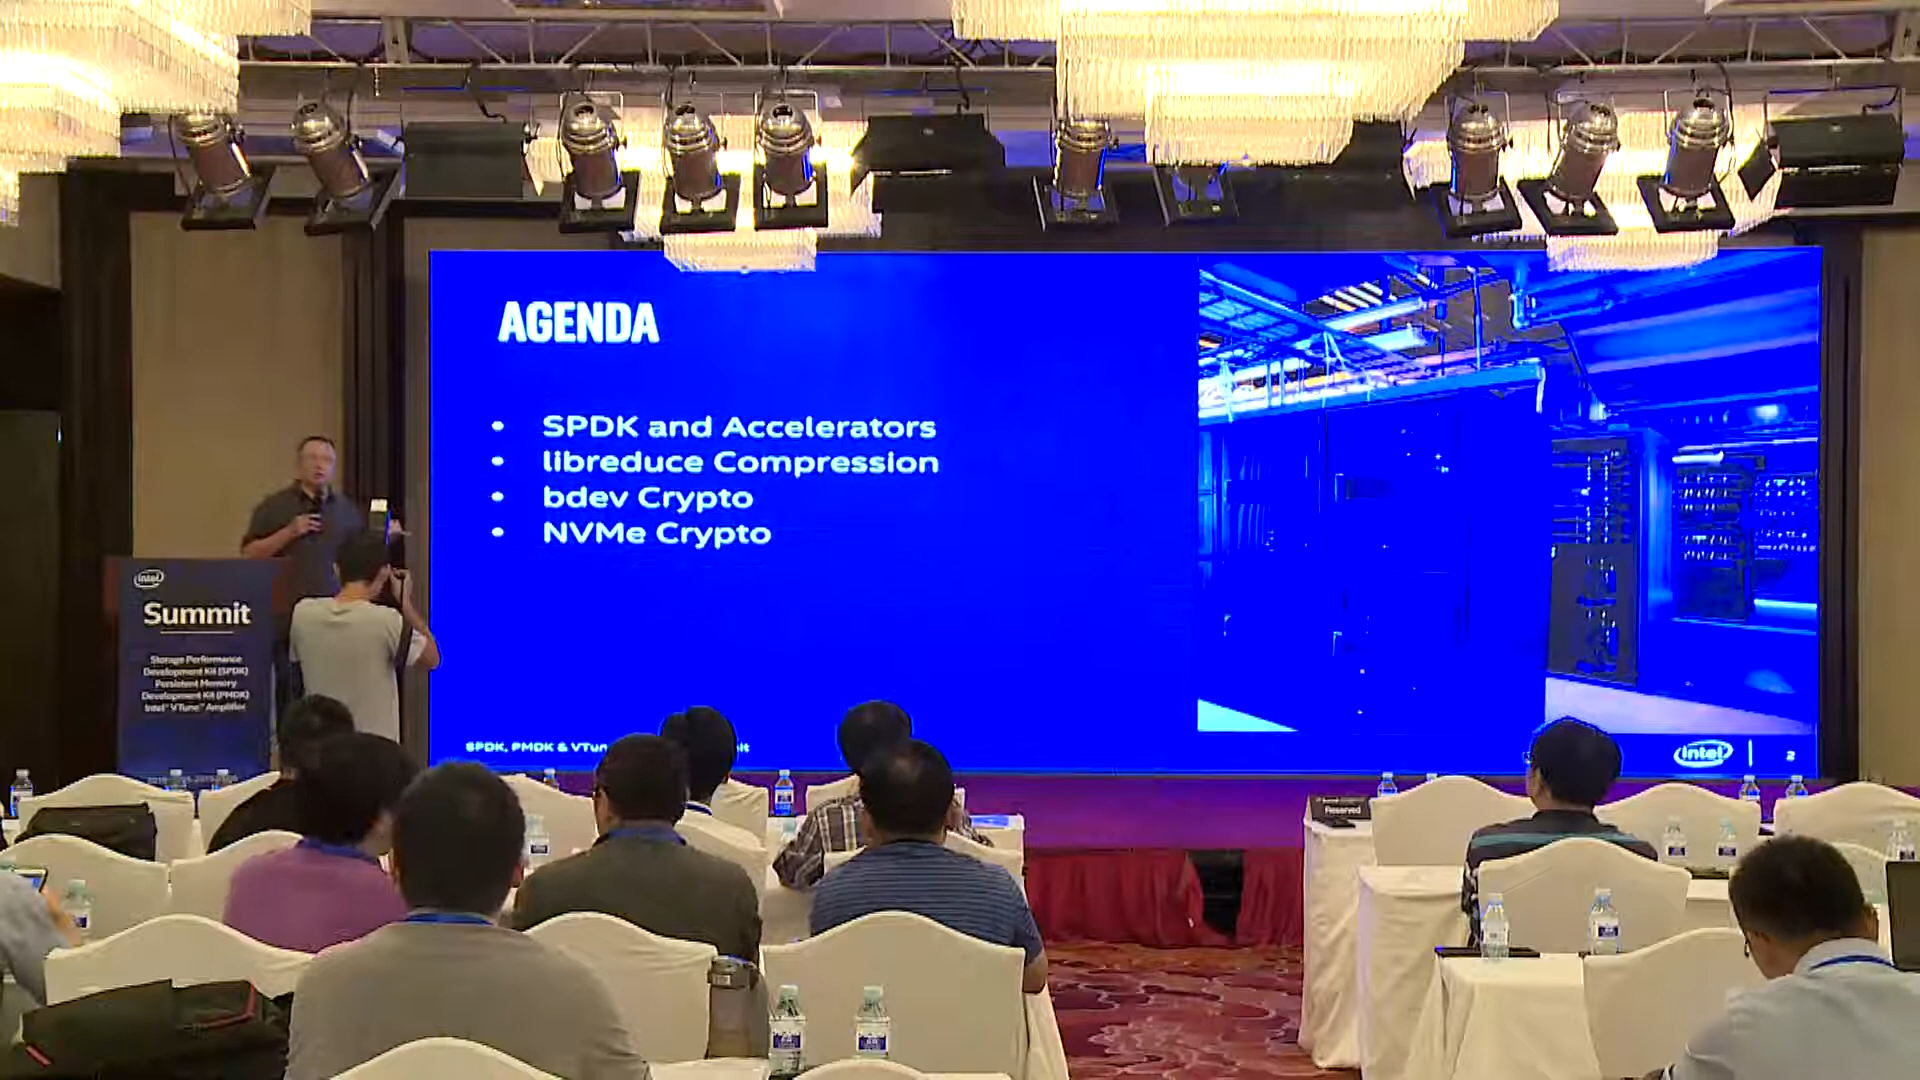 AGENDA
• SPDK and Accelerators
• libreduce Compression
• bdev Crypto
• NVMe Crypto
SPDK, PMDK & VTun
intel
2
intel
Summit
Storage Performance
Development Kit (SPDK)
Persistent Memory
Development Kit (PMDK)
Intel® VTune™ Amplifier
Reserved